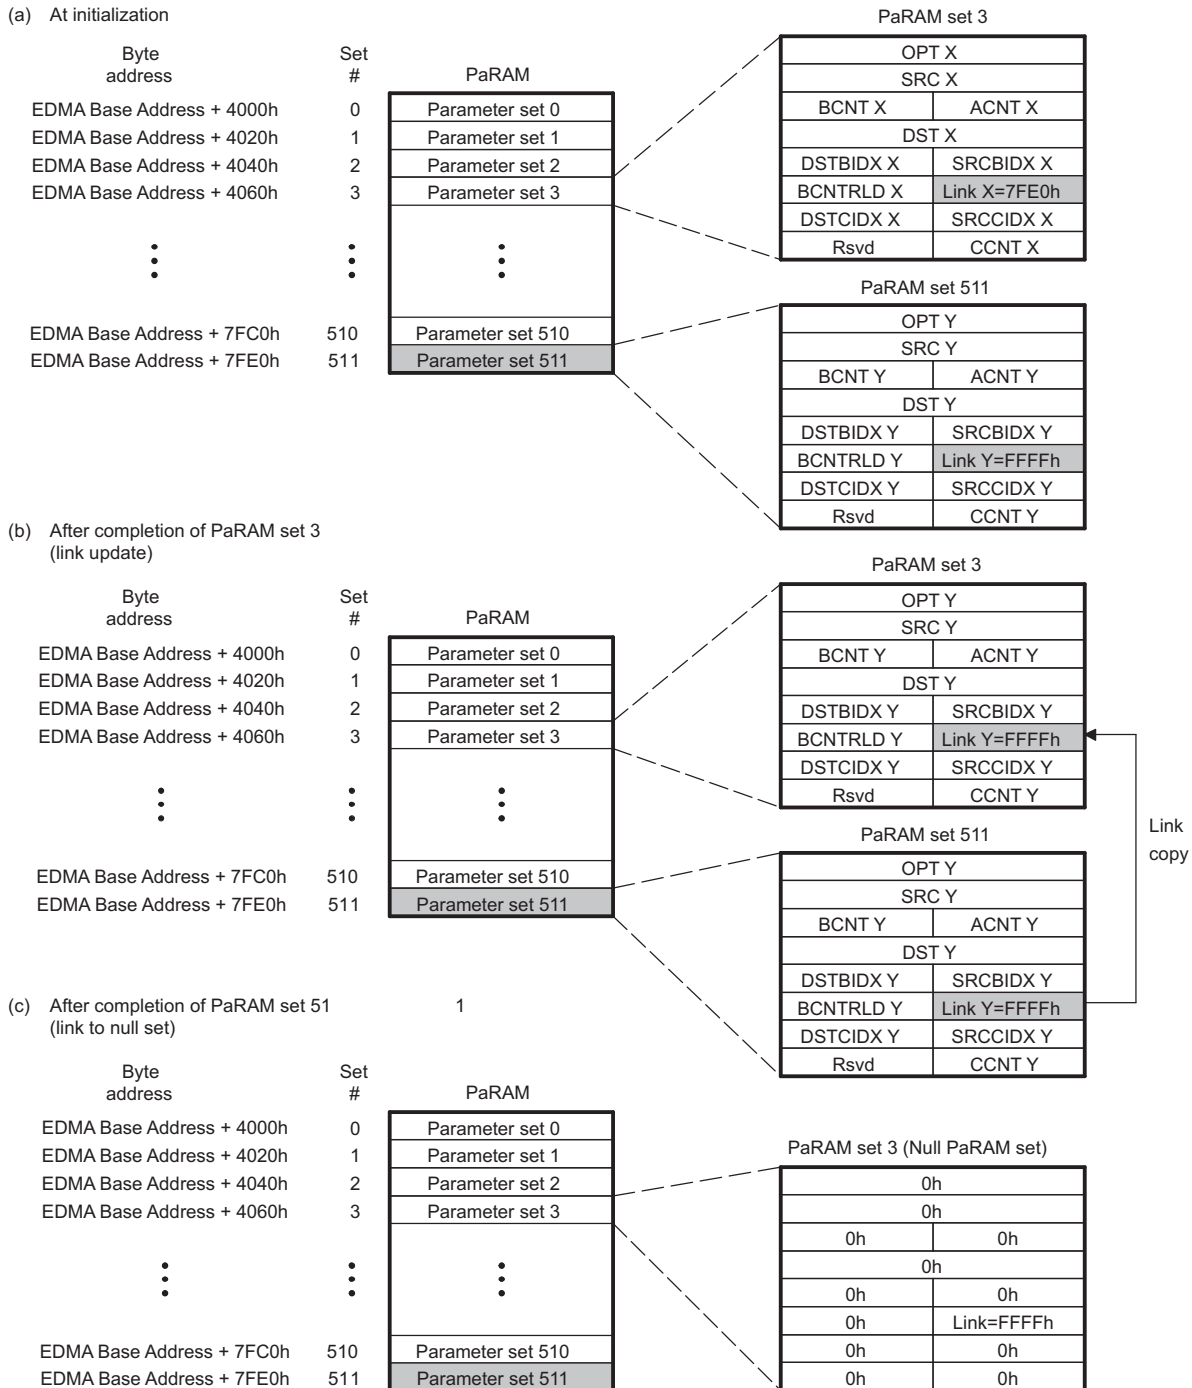 (a) At initialization
Byte address
Set #
PaRAM
EDMA Base Address + 4000h 0 Parameter set 0
EDMA Base Address + 4020h 1 Parameter set 1
EDMA Base Address + 4040h 2 Parameter set 2
EDMA Base Address + 4060h 3 Parameter set 3
EDMA Base Address + 7FC0h 510 Parameter set 510
EDMA Base Address + 7FE0h 511 Parameter set 511
PaRAM set 3
OPT X
SRC X
BCNT X ACNT X
DST X
DSTBIDX X SRCBIDX X
BCNTRLD X Link X=7FE0h
DSTCIDX X SRCCIDX X
Rsvd CCNT X
PaRAM set 511
OPT Y
SRC Y
BCNT Y ACNT Y
DST Y
DSTBIDX Y SRCBIDX Y
BCNTRLD Y Link Y=FFFFh
DSTCIDX Y SRCCIDX Y
Rsvd CCNT Y
(b) After completion of PaRAM set 3
(link update)
Byte address
Set #
PaRAM
EDMA Base Address + 4000h 0 Parameter set 0
EDMA Base Address + 4020h 1 Parameter set 1
EDMA Base Address + 4040h 2 Parameter set 2
EDMA Base Address + 4060h 3 Parameter set 3
EDMA Base Address + 7FC0h 510 Parameter set 510
EDMA Base Address + 7FE0h 511 Parameter set 511
PaRAM set 3
OPT Y
SRC Y
BCNT Y ACNT Y
DST Y
DSTBIDX Y SRCBIDX Y
BCNTRLD Y Link Y=FFFFh
DSTCIDX Y SRCCIDX Y
Rsvd CCNT Y
Link
copy
PaRAM set 511
OPT Y
SRC Y
BCNT Y ACNT Y
DST Y
DSTBIDX Y SRCBIDX Y
BCNTRLD Y Link Y=FFFFh
DSTCIDX Y SRCCIDX Y
Rsvd CCNT Y
(c) After completion of PaRAM set 51 1
(link to null set)
Byte address
Set #
PaRAM
EDMA Base Address + 4000h 0 Parameter set 0
EDMA Base Address + 4020h 1 Parameter set 1
EDMA Base Address + 4040h 2 Parameter set 2
EDMA Base Address + 4060h 3 Parameter set 3
EDMA Base Address + 7FC0h 510 Parameter set 510
EDMA Base Address + 7FE0h 511 Parameter set 511
PaRAM set 3 (Null PaRAM set)
0h
0h
0h 0h
0h
0h 0h
0h Link=FFFFh
0h 0h
0h 0h